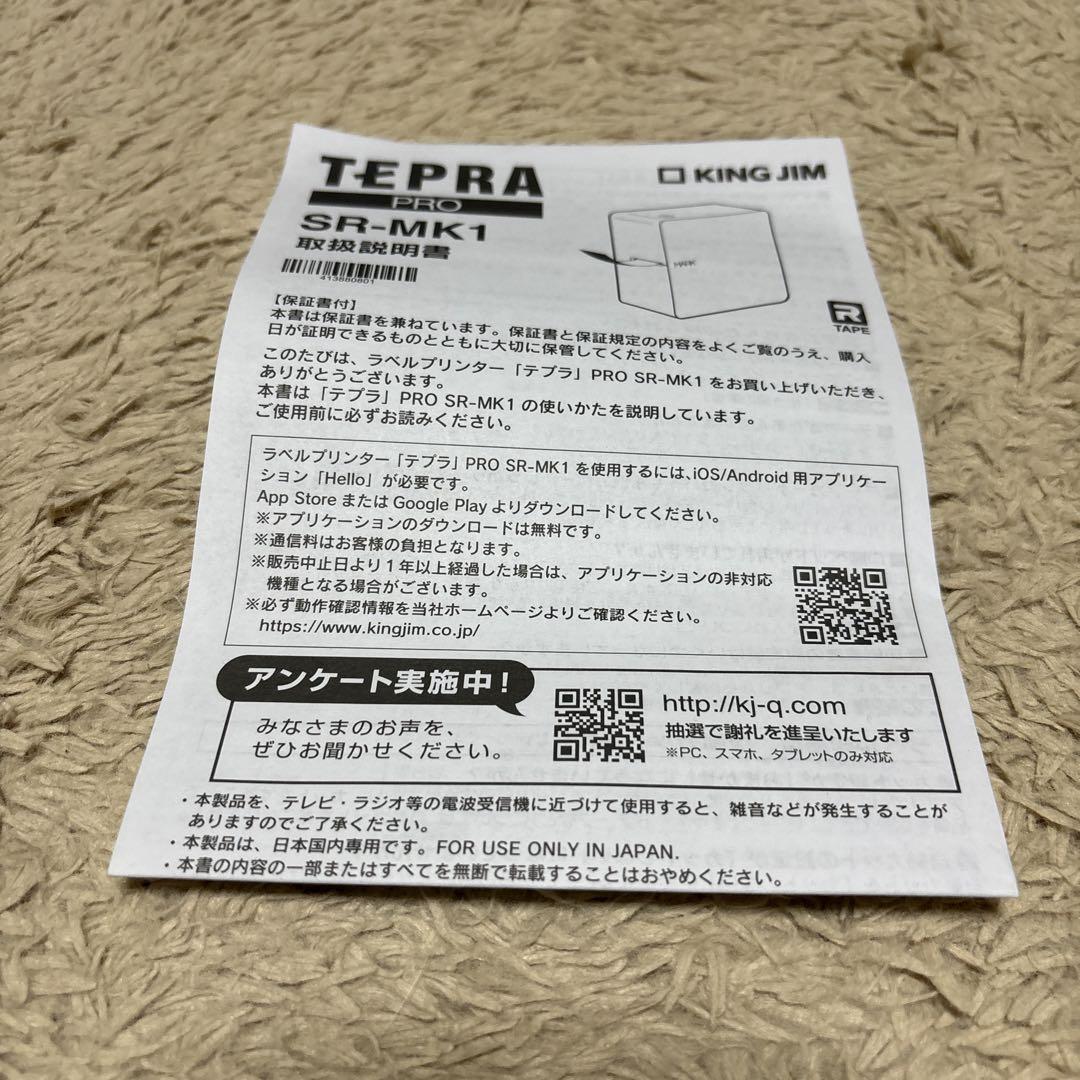 TEPRA
PRO
KING JIM
SR-MK1
取扱説明書
413880801
MARK
R
TAPE
【保証書付】
本書は保証書を兼ねています。保証書と保証規定の内容をよくご覧のうえ、購入
日が証明できるものとともに大切に保管してください。
このたびは、ラベルプリンター「テプラ」PRO SR-MK1 をお買い上げいただき、
ありがとうございます。
本書は「テプラ」PRO SR-MK1 の使いかたを説明しています。
ご使用前に必ずお読みください。
ラベルプリンター「テプラ」PRO SR-MK1 を使用するには、iOS/Android 用アプリケー
ション「Hello」が必要です。
App Store または Google Play よりダウンロードしてください。
※アプリケーションのダウンロードは無料です。
※通信料はお客様の負担となります。
※販売中止日より1年以上経過した場合は、アプリケーションの非対応
機種となる場合がございます。
※必ず動作確認情報を当社ホームページよりご確認ください。
https://www.kingjim.co.jp/
アンケート実施中！
みなさまのお声を、
ぜひお聞かせください。
http://kj-q.com
抽選で謝礼を進呈いたします
※PC、スマホ、タブレットのみ対応
・本製品を、テレビ・ラジオ等の電波受信機に近づけて使用すると、雑音などが発生することが
ありますのでご了承ください。
・本製品は、日本国内専用です。FOR USE ONLY IN JAPAN.
・本書の内容の一部またはすべてを無断で転載することはおやめください。